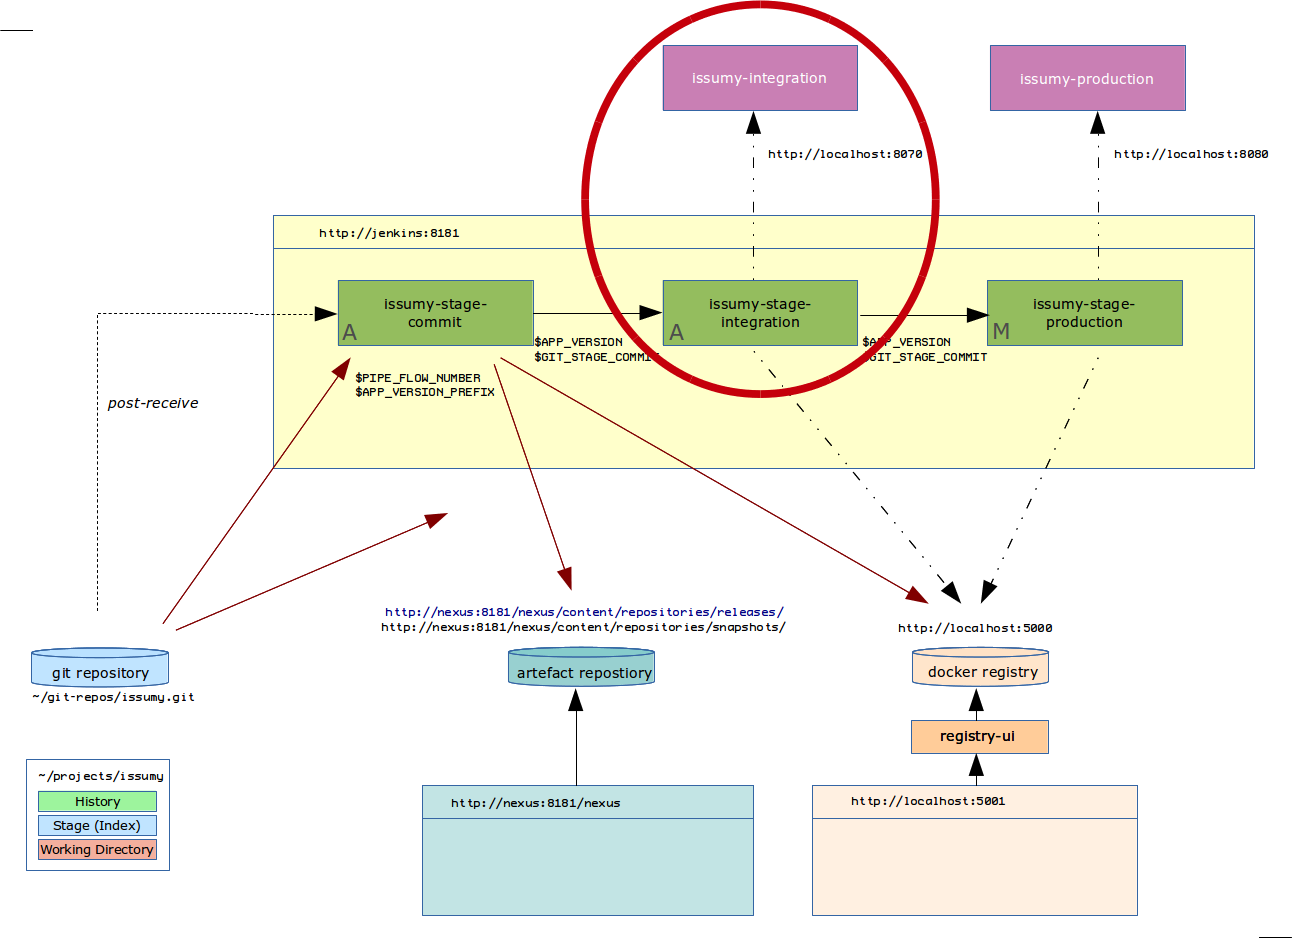 issumy-integration
issumy-production
http://localhost:8070
http://localhost:8080
http://jenkins:8181
issumy-stage-
commit
A
issumy-stage-
integration
A
issumy-stage-
production
M
$APP_VERSION
$GIT_STAGE_COMMIT
$APP_VERSION
$GIT_STAGE_COMMIT
$PIPE_FLOW_NUMBER
$APP_VERSION_PREFIX
post-receive
http://nexus:8181/nexus/content/repositories/releases/
http://nexus:8181/nexus/content/repositories/snapshots/
http://localhost:5000
git repository
artefact repostiory
docker registry
~/git-repos/issumy.git
registry-ui
~/projects/issumy
History
Stage (Index)
Working Directory
http://nexus:8181/nexus
http://localhost:5001